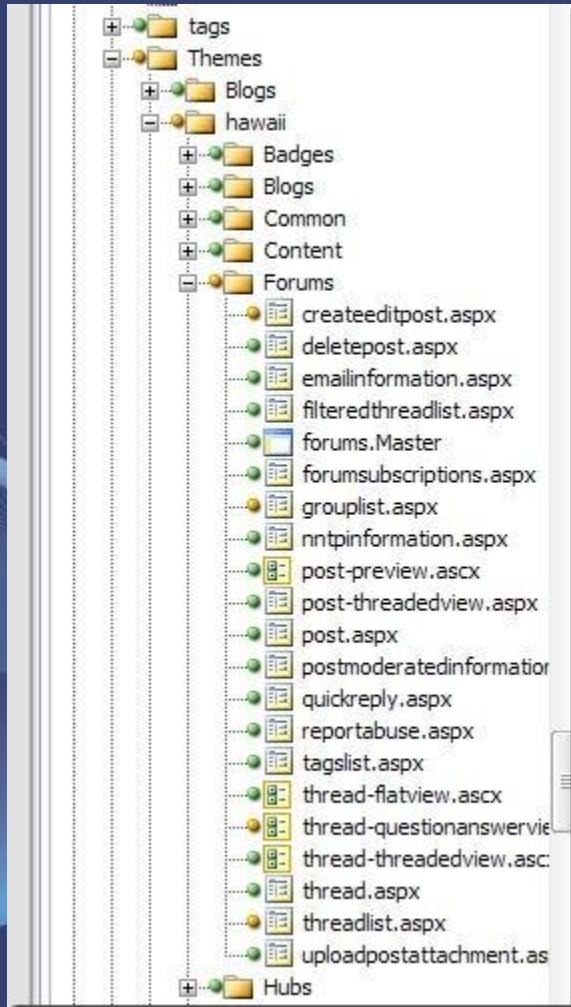 tags
Themes
Blogs
hawaii
Badges
Blogs
Common
Content
Forums
createeditpost.aspx
deletepost.aspx
emailinformation.aspx
filteredthreadlist.aspx
forums.Master
forumsubscriptions.aspx
grouplist.aspx
nntpinformation.aspx
post-preview.ascx
post-threadedview.aspx
post.aspx
postmoderatedinformation
quickreply.aspx
reportabuse.aspx
tagslist.aspx
thread-flatview.ascx
thread-questionanswervie
thread-threadedview.asc
thread.aspx
threadlist.aspx
uploadpostattachment.as
Hubs